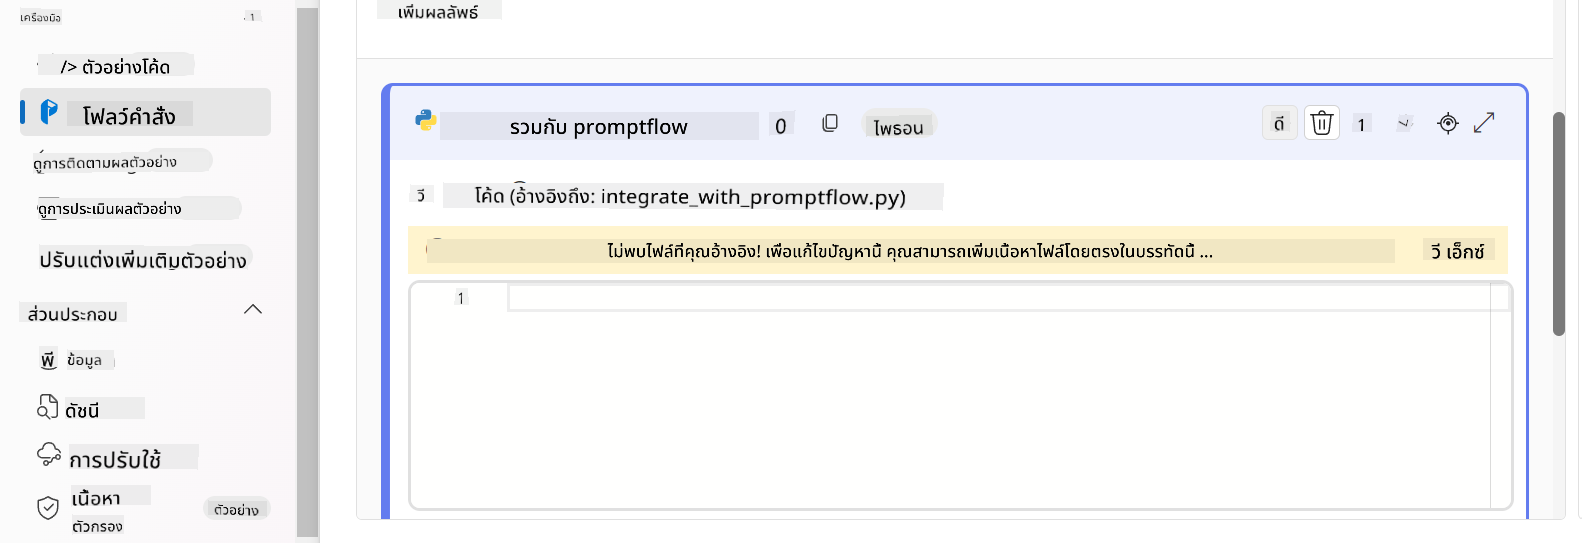 เครื่องมือ
1
/> ตัวอย่างโค้ด
โฟลว์คำสั่ง
ดูการติดตามผลตัวอย่าง
ดูการประเมินผลตัวอย่าง
ปรับแต่งเพิ่มเติมตัวอย่าง
ส่วนประกอบ
พี ข้อมูล
ดัชนี
การปรับใช้
เนื้อหา
ตัวกรอง
ตัวอย่าง
เพิ่มผลลัพธ์
รวมกับ promptflow 0 ไพธอน ดี 1
วี โค้ด (อ้างอิงถึง: integrate_with_promptflow.py)
ไม่พบไฟล์ที่คุณอ้างอิง! เพื่อแก้ไขปัญหานี้ คุณสามารถเพิ่มเนื้อหาไฟล์โดยตรงในบรรทัดนี้ ... วี เอ็กซ์
1